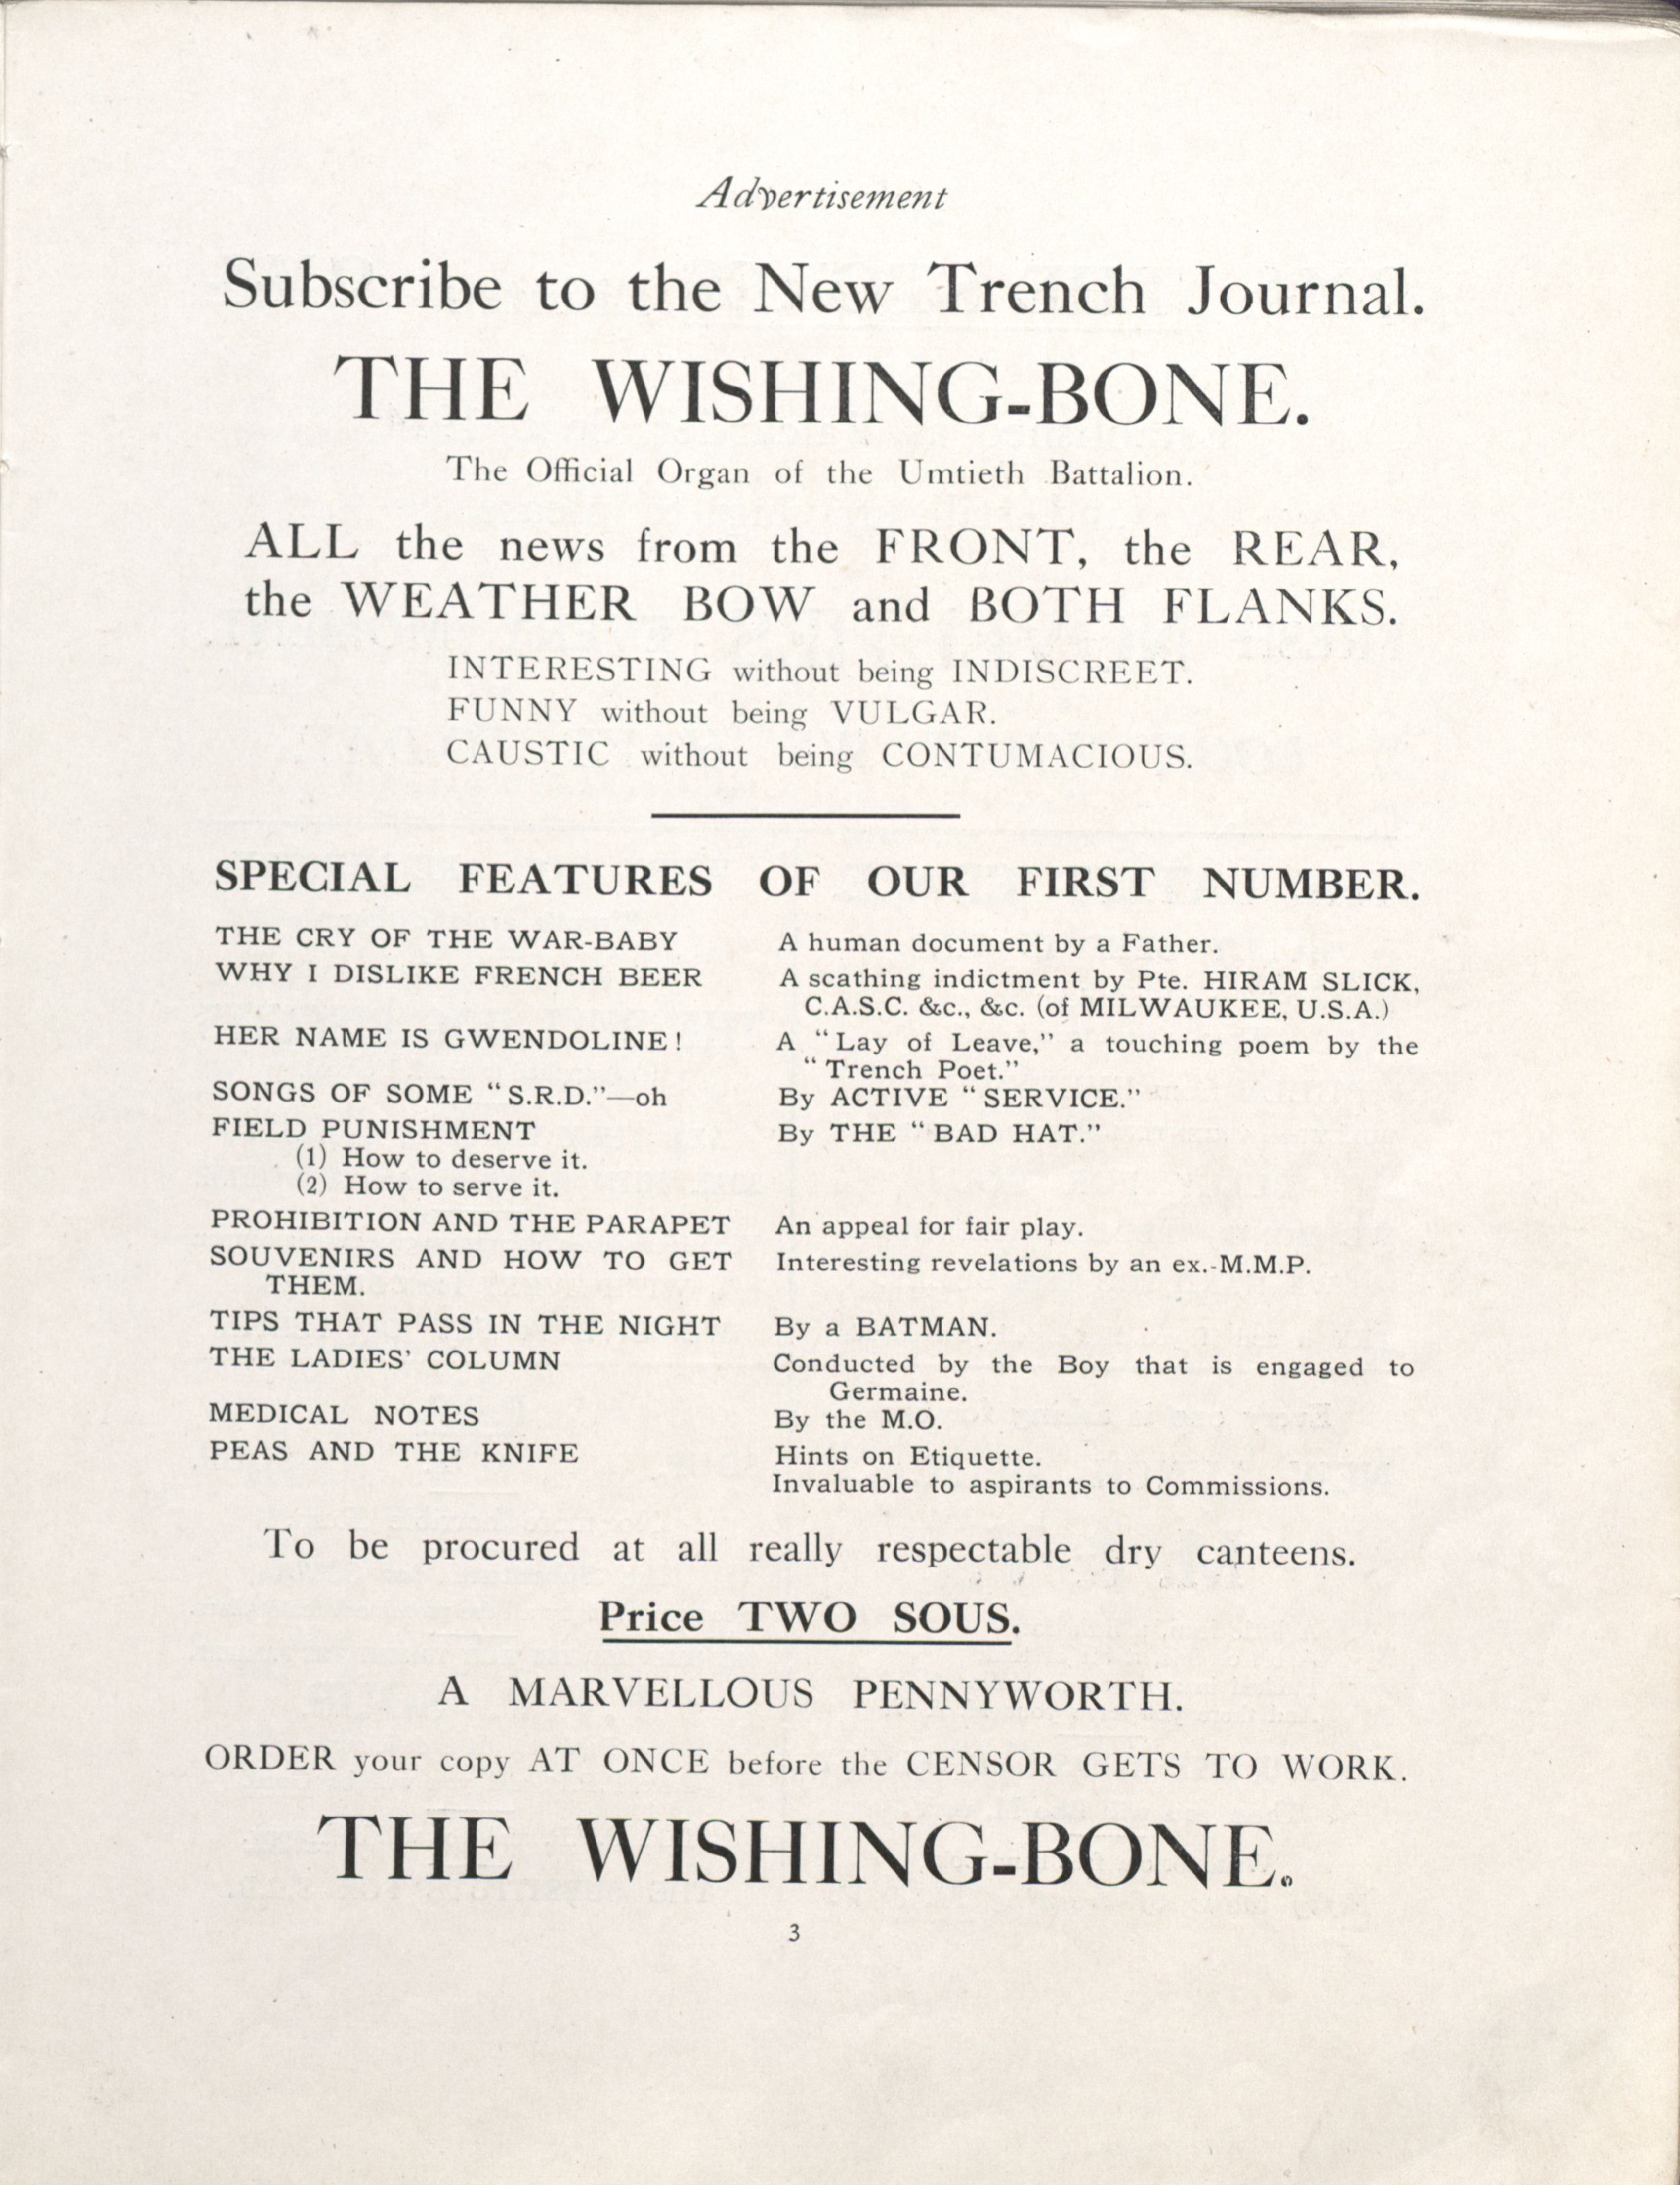 Advertisement
Subscribe to the New Trench Journal.
THE WISHING-BONE.
The Official Organ of the Umtieth Battalion.
ALL the news from the FRONT, the REAR,
the WEATHER BOW and BOTH FLANKS.
INTERESTING without being INDISCREET.
FUNNY without being VULGAR.
CAUSTIC without being CONTUMACIOUS.
SPECIAL FEATURES OF OUR FIRST NUMBER.
THE CRY OF THE WAR-BABY A human document by a Father.
WHY I DISLIKE FRENCH BEER A scathing indictment by Pte. HIRAM SLICK,
C.A.S.C. &c., &c. (of MILWAUKEE, U.S.A.)
HER NAME IS GWENDOLINE! A "Lay of Leave," a touching poem by the
"Trench Poet."
SONGS OF SOME "S.R.D."—oh By ACTIVE "SERVICE."
FIELD PUNISHMENT By THE "BAD HAT."
(1) How to deserve it.
(2) How to serve it.
PROHIBITION AND THE PARAPET An appeal for fair play.
SOUVENIRS AND HOW TO GET Interesting revelations by an ex.-M.M.P.
THEM.
TIPS THAT PASS IN THE NIGHT By a BATMAN.
THE LADIES' COLUMN Conducted by the Boy that is engaged to
Germaine.
MEDICAL NOTES By the M.O.
PEAS AND THE KNIFE Hints on Etiquette.
Invaluable to aspirants to Commissions.
To be procured at all really respectable dry canteens.
Price TWO SOUS.
A MARVELLOUS PENNYWORTH.
ORDER your copy AT ONCE before the CENSOR GETS TO WORK.
THE WISHING-BONE.
3